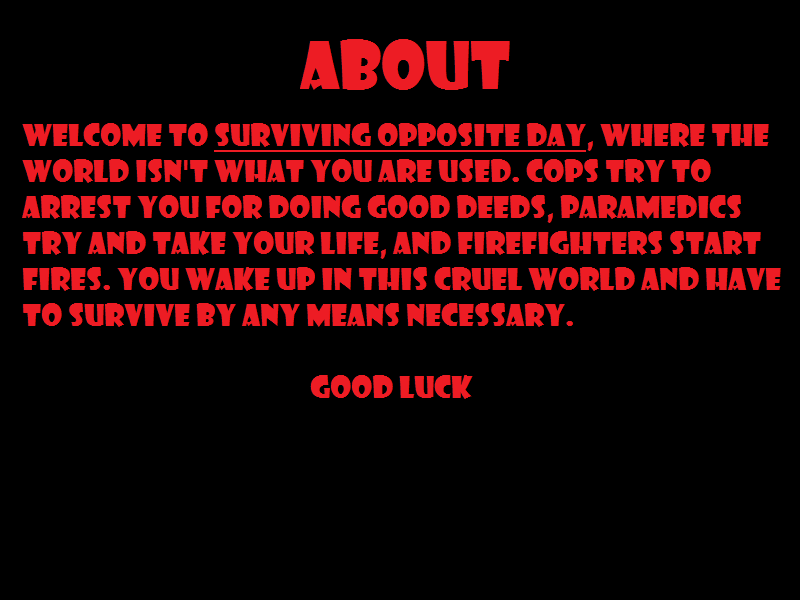 ABOUT
WELCOME TO SURVIVING OPPOSITE DAY, WHERE THE
WORLD ISN'T WHAT YOU ARE USED. COPS TRY TO
ARREST YOU FOR DOING GOOD DEEDS, PARAMEDICS
TRY AND TAKE YOUR LIFE, AND FIREFIGHTERS START
FIRES. YOU WAKE UP IN THIS CRUEL WORLD AND HAVE
TO SURVIVE BY ANY MEANS NECESSARY.
GOOD LUCK